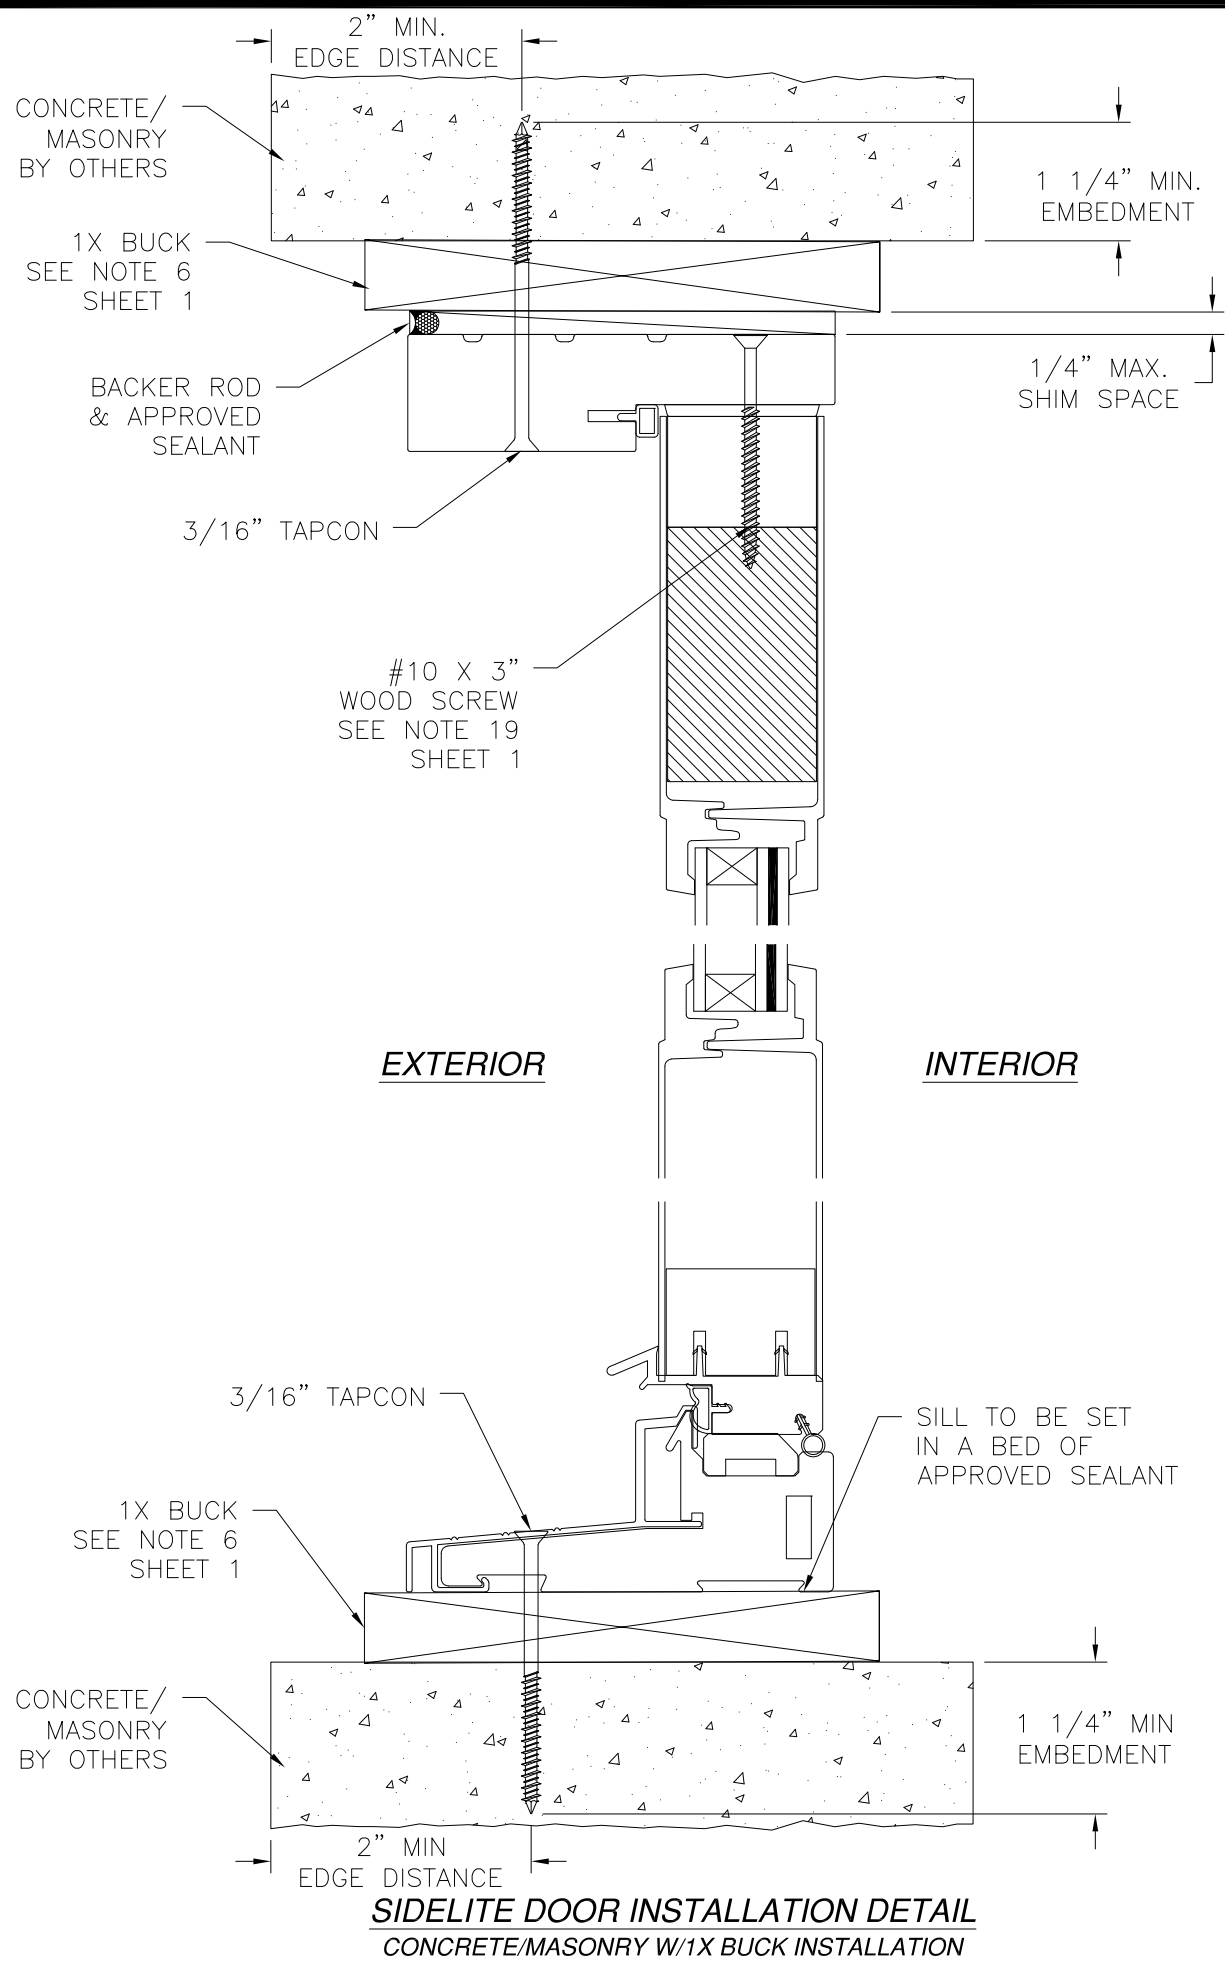 2” MIN.
EDGE DISTANCE
CONCRETE/
MASONRY
BY OTHERS
1 1/4” MIN.
EMBEDMENT
1X BUCK
SEE NOTE 6
SHEET 1
1/4” MAX.
SHIM SPACE
BACKER ROD
& APPROVED
SEALANT
3/16” TAPCON
#10 X 3”
WOOD SCREW
SEE NOTE 19
SHEET 1
EXTERIOR
INTERIOR
3/16” TAPCON
SILL TO BE SET
IN A BED OF
APPROVED SEALANT
1X BUCK
SEE NOTE 6
SHEET 1
CONCRETE/
MASONRY
BY OTHERS
1 1/4” MIN
EMBEDMENT
2” MIN
EDGE DISTANCE
SIDELITE DOOR INSTALLATION DETAIL
CONCRETE/MASONRY W/1X BUCK INSTALLATION